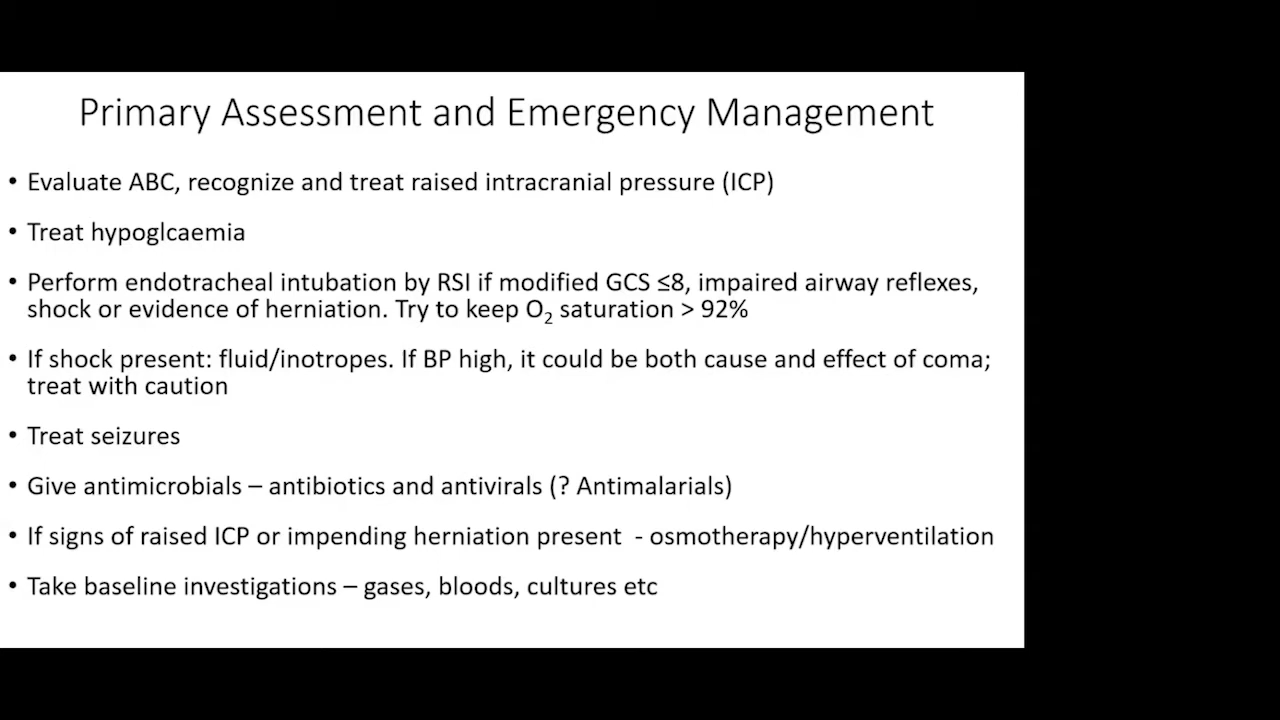 Primary Assessment and Emergency Management
• Evaluate ABC, recognize and treat raised intracranial pressure (ICP)
• Treat hypoglcaemia
• Perform endotracheal intubation by RSI if modified GCS ≤8, impaired airway reflexes,
shock or evidence of herniation. Try to keep O₂ saturation > 92%
• If shock present: fluid/inotropes. If BP high, it could be both cause and effect of coma;
treat with caution
• Treat seizures
• Give antimicrobials – antibiotics and antivirals (? Antimalarials)
• If signs of raised ICP or impending herniation present - osmotherapy/hyperventilation
• Take baseline investigations – gases, bloods, cultures etc